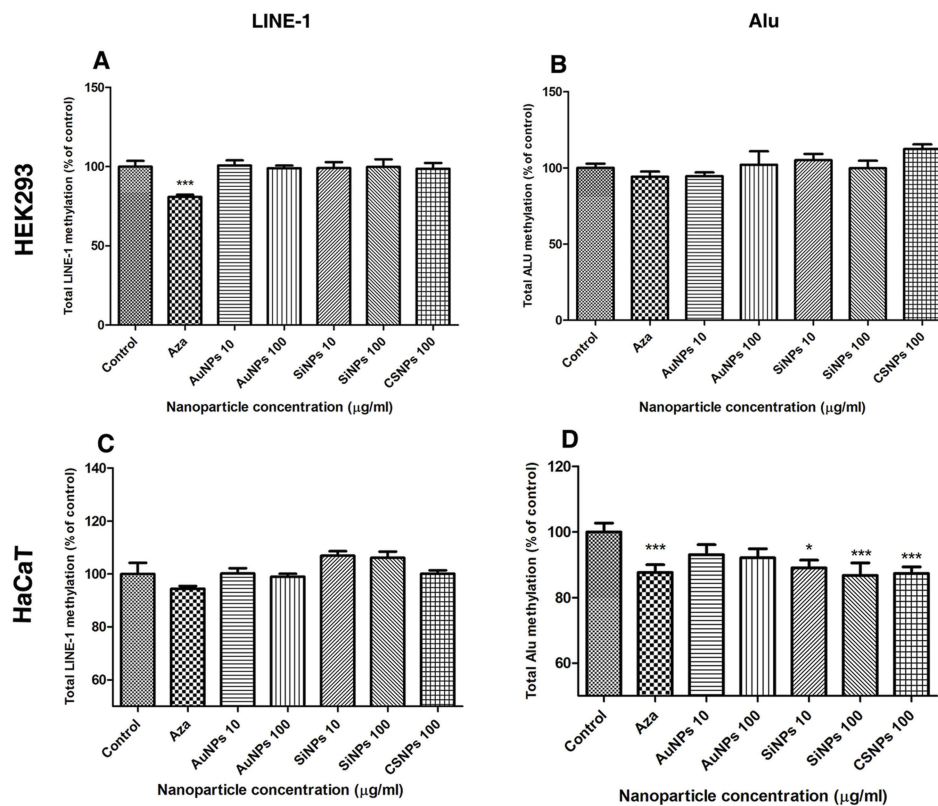 LINE-1
Alu
HEK293
HaCaT
A
Total LINE-1 methylation (% of control)
150
100
50
0
***
Control
Aza
AuNPs 10
AuNPs 100
SiNPs 10
SiNPs 100
CSNPs 100
Nanoparticle concentration (μg/ml)
B
Total ALU methylation (% of control)
150
100
50
0
Control
Aza
AuNPs 10
AuNPs 100
SiNPs 10
SiNPs 100
CSNPs 100
Nanoparticle concentration (μg/ml)
C
Total LINE-1 methylation (% of control)
140
120
100
80
60
Control
Aza
AuNPs 10
AuNPs 100
SiNPs 10
SiNPs 100
CSNPs 100
Nanoparticle concentration (μg/ml)
D
Total Alu methylation (% of control)
120
100
80
60
***
*
***
***
Control
Aza
AuNPs 10
AuNPs 100
SiNPs 10
SiNPs 100
CSNPs 100
Nanoparticle concentration (μg/ml)